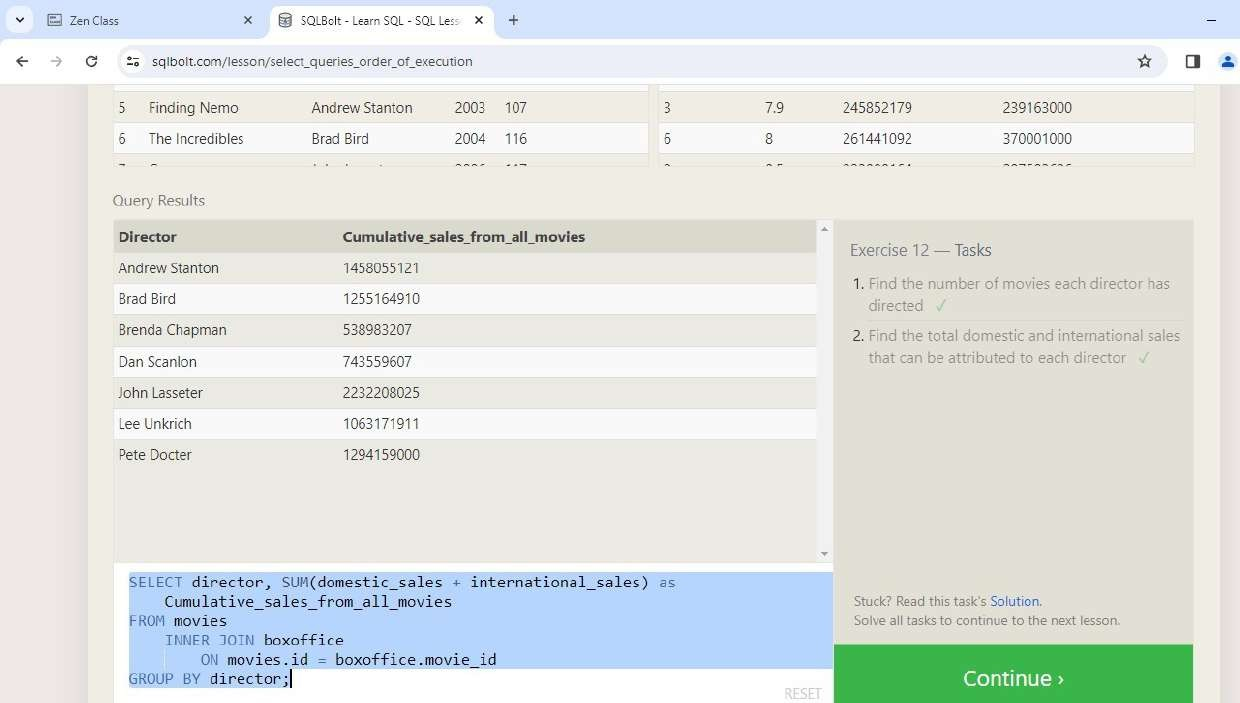 Zen Class
SQLBolt - Learn SQL - SQL Less
sqlbolt.com/lesson/select_queries_order_of_execution
5 Finding Nemo Andrew Stanton 2003 107 3 7.9 245852179 239163000
6 The Incredibles Brad Bird 2004 116 6 8 261441092 370001000
Query Results
Director Cumulative_sales_from_all_movies
Andrew Stanton 1458055121
Brad Bird 1255164910
Brenda Chapman 538983207
Dan Scanlon 743559607
John Lasseter 2232208025
Lee Unkrich 1063171911
Pete Docter 1294159000
Exercise 12 — Tasks
1. Find the number of movies each director has
directed ✓
2. Find the total domestic and international sales
that can be attributed to each director ✓
Stuck? Read this task's Solution.
Solve all tasks to continue to the next lesson.
Continue ›
SELECT director, SUM(domestic_sales + international_sales) as
Cumulative_sales_from_all_movies
FROM movies
INNER JOIN boxoffice
ON movies.id = boxoffice.movie_id
GROUP BY director;
RESET